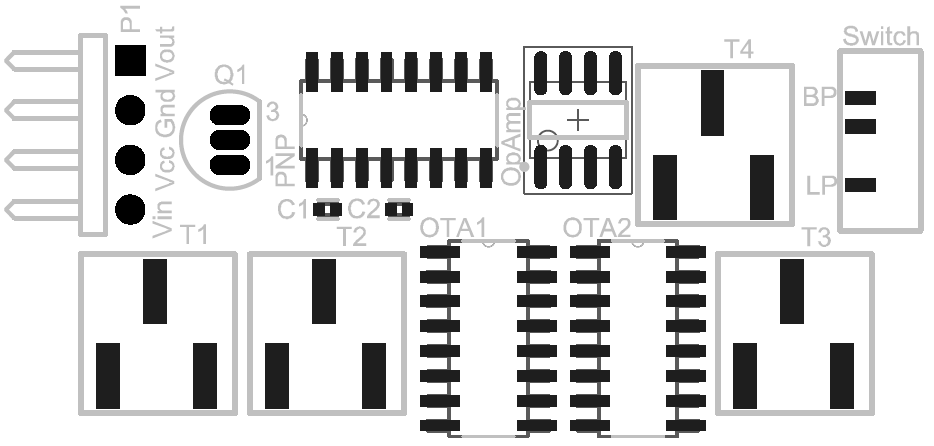 P1
Vin Vcc Gnd Vout
Q1
3
1
PNP
OpAmp
T4
Switch
BP
LP
C1
C2
T1
T2
OTA1
OTA2
T3